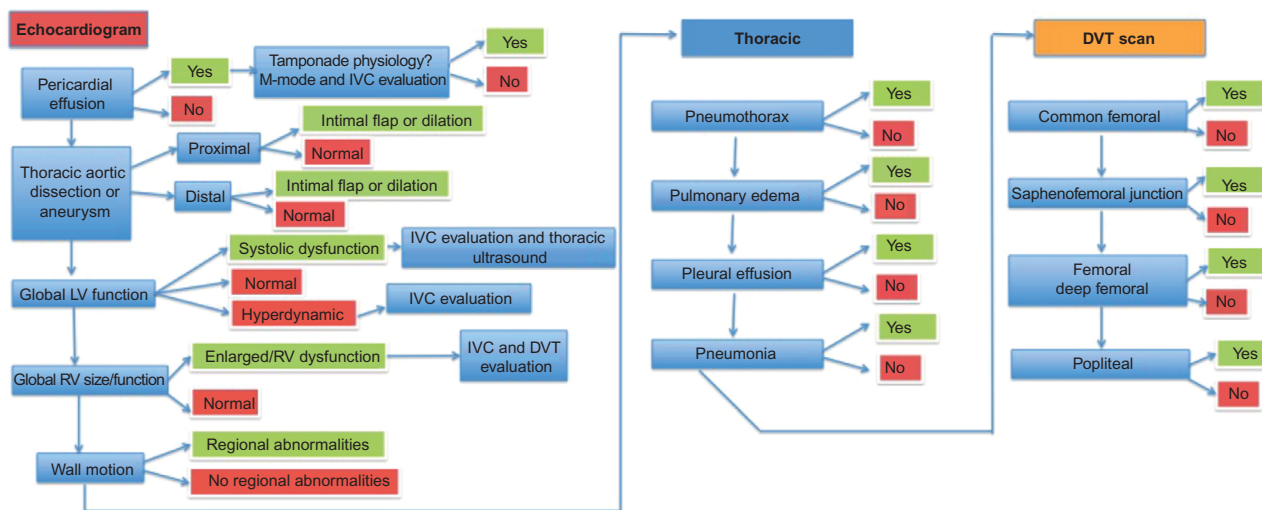 Echocardiogram
Pericardial
effusion
Yes
No
Tamponade physiology?
M-mode and IVC evaluation
Yes
No
Thoracic aortic
dissection or
aneurysm
Proximal
Intimal flap or dilation
Normal
Distal
Intimal flap or dilation
Normal
Global LV function
Systolic dysfunction
IVC evaluation and thoracic
ultrasound
Normal
Hyperdynamic
IVC evaluation
Global RV size/function
Enlarged/RV dysfunction
IVC and DVT
evaluation
Normal
Wall motion
Regional abnormalities
No regional abnormalities
Thoracic
Pneumothorax
Yes
No
Pulmonary edema
Yes
No
Pleural effusion
Yes
No
Pneumonia
Yes
No
DVT scan
Common femoral
Yes
No
Saphenofemoral junction
Yes
No
Femoral
deep femoral
Yes
No
Popliteal
Yes
No